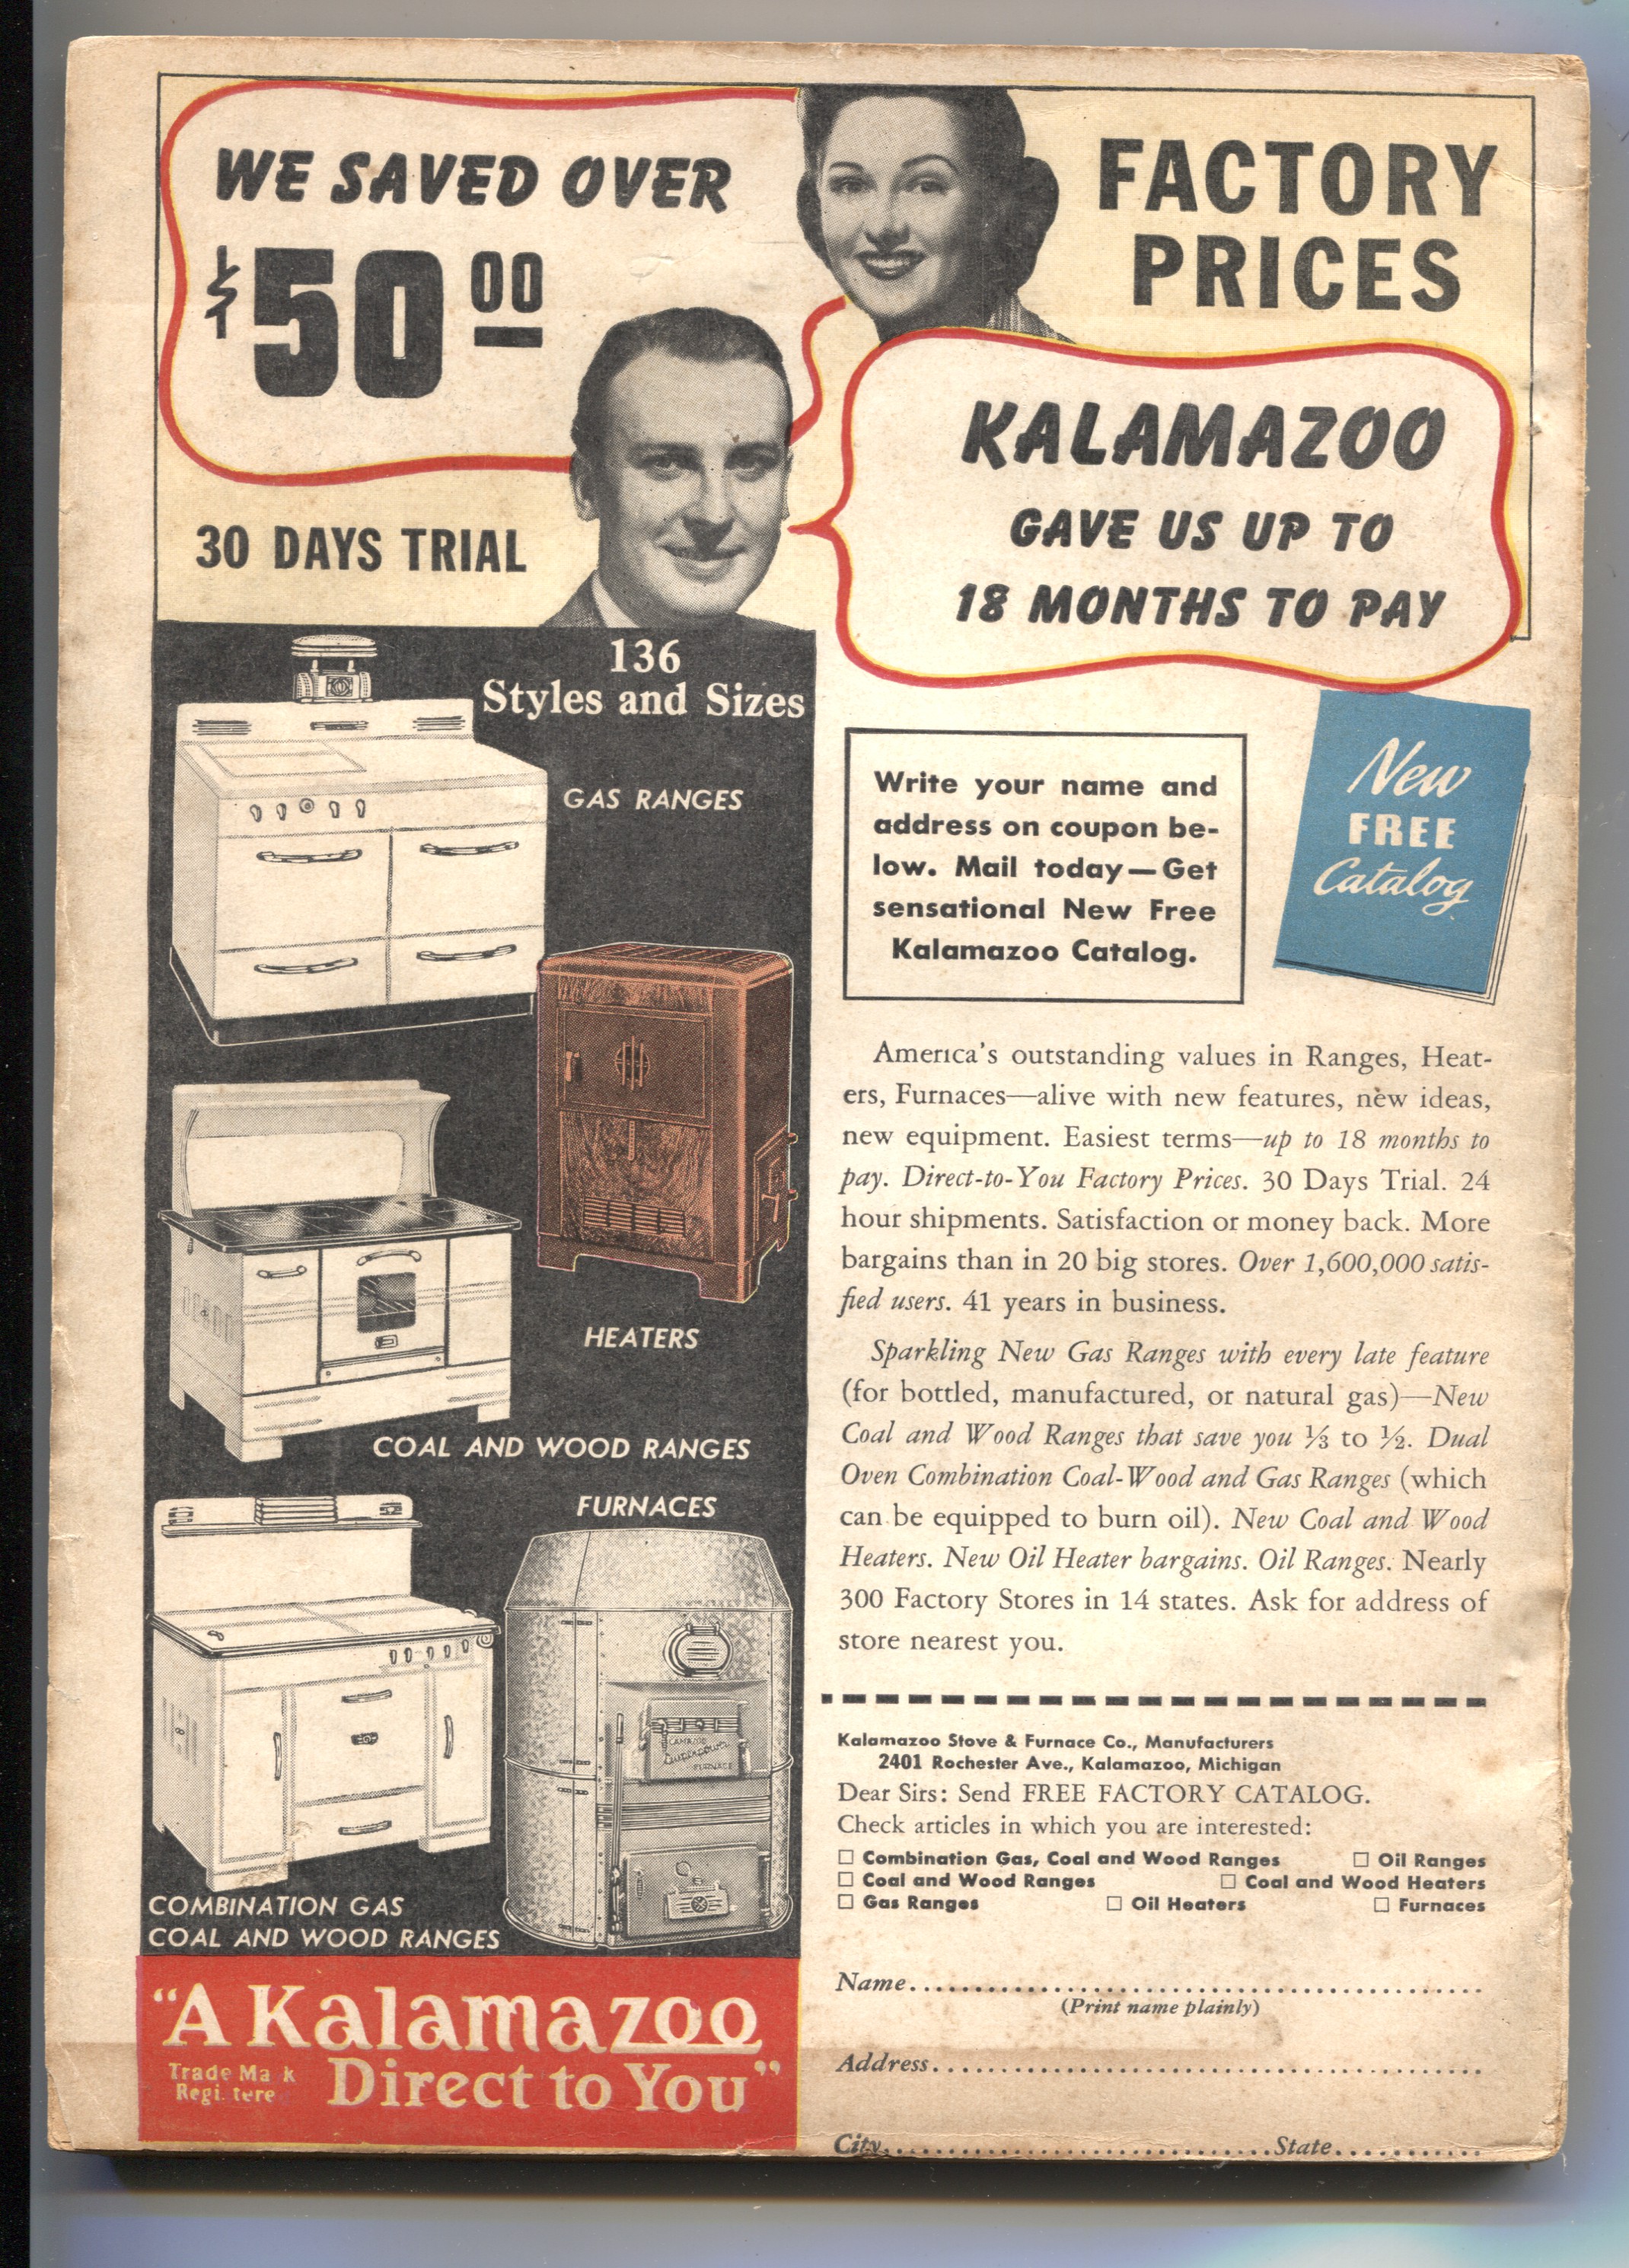 WE SAVED OVER
$50 00
FACTORY
PRICES
KALAMAZOO
GAVE US UP TO
18 MONTHS TO PAY
30 DAYS TRIAL
136
Styles and Sizes
GAS RANGES
HEATERS
COAL AND WOOD RANGES
FURNACES
COMBINATION GAS
COAL AND WOOD RANGES
"A Kalamazoo
Trade Ma k
Regi. tere
Direct to You"
Write your name and
address on coupon be-
low. Mail today—Get
sensational New Free
Kalamazoo Catalog.
New
FREE
Catalog
America's outstanding values in Ranges, Heat-
ers, Furnaces—alive with new features, new ideas,
new equipment. Easiest terms—up to 18 months to
pay. Direct-to-You Factory Prices. 30 Days Trial. 24
hour shipments. Satisfaction or money back. More
bargains than in 20 big stores. Over 1,600,000 satis-
fied users. 41 years in business.
Sparkling New Gas Ranges with every late feature
(for bottled, manufactured, or natural gas)—New
Coal and Wood Ranges that save you ⅓ to ½. Dual
Oven Combination Coal-Wood and Gas Ranges (which
can be equipped to burn oil). New Coal and Wood
Heaters. New Oil Heater bargains. Oil Ranges. Nearly
300 Factory Stores in 14 states. Ask for address of
store nearest you.
Kalamazoo Stove & Furnace Co., Manufacturers
2401 Rochester Ave., Kalamazoo, Michigan
Dear Sirs: Send FREE FACTORY CATALOG.
Check articles in which you are interested:
☐ Combination Gas, Coal and Wood Ranges ☐ Oil Ranges
☐ Coal and Wood Ranges ☐ Coal and Wood Heaters
☐ Gas Ranges ☐ Oil Heaters ☐ Furnaces
Name
(Print name plainly)
Address
City State